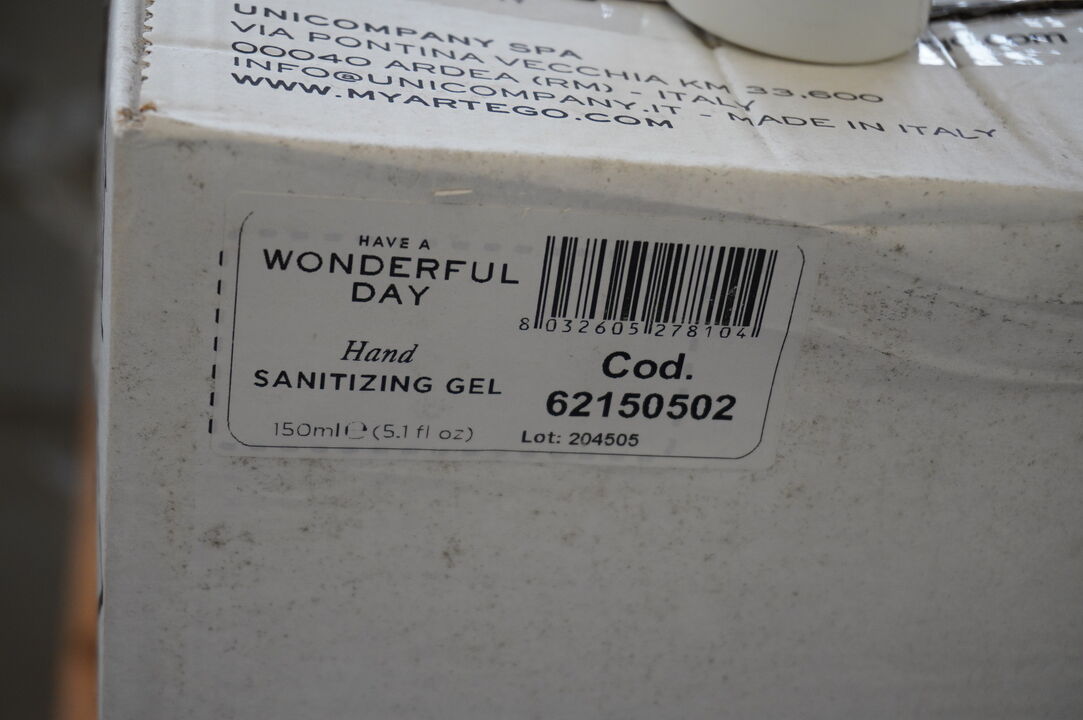 UNICOMPANY SPA
VIA PONTINA VECCHIA KM 33,600
00040 ARDEA (RM) - ITALY
INFO@UNICOMPANY.IT - MADE IN ITALY
WWW.MYARTEGO.COM
HAVE A
WONDERFUL
DAY
Hand
SANITIZING GEL
150ml ℮ (5.1 fl oz)
8 032605 278104
Cod.
62150502
Lot: 204505